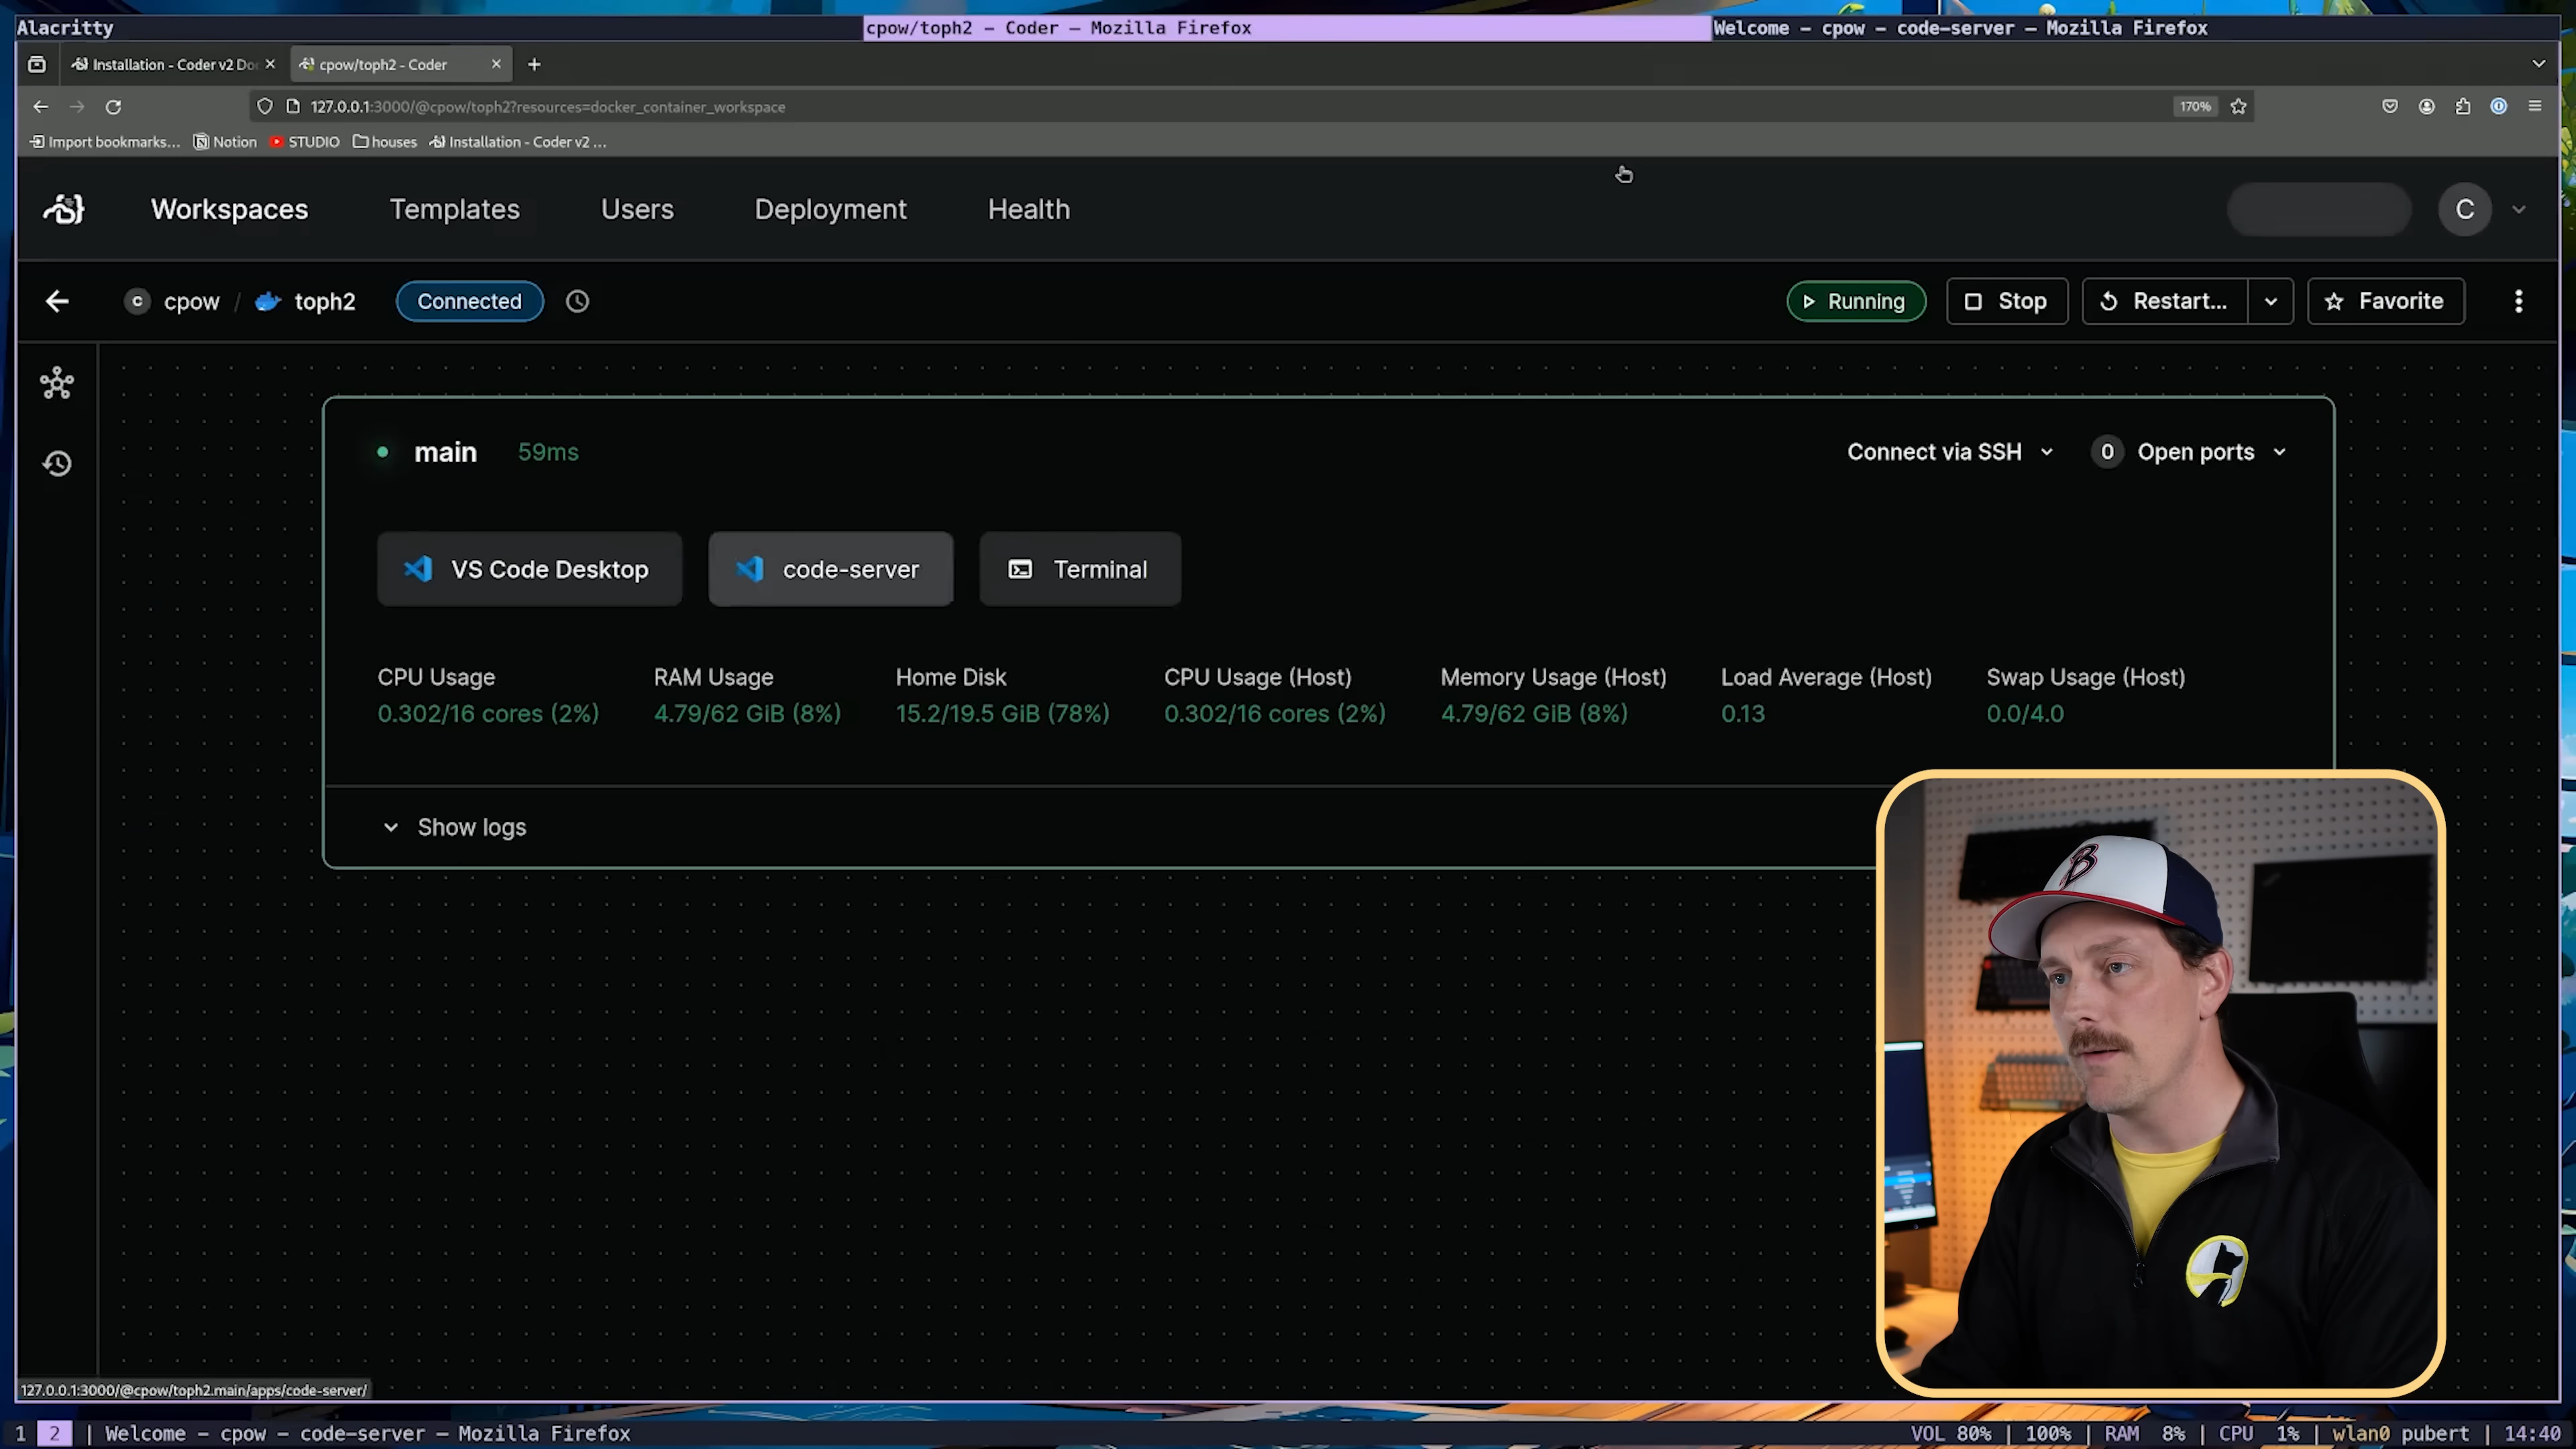 Alacritty
cpow/toph2 — Coder — Mozilla Firefox
Welcome - cpow - code-server — Mozilla Firefox
Installation - Coder v2 Do
cpow/toph2 - Coder
127.0.0.1:3000/@cpow/toph2?resources=docker_container_workspace
170%
Import bookmarks...
Notion
STUDIO
houses
Installation - Coder v2 ...
Workspaces
Templates
Users
Deployment
Health
C
C
cpow / toph2
Connected
Running
Stop
Restart...
Favorite
main
59ms
Connect via SSH
0
Open ports
VS Code Desktop
code-server
Terminal
CPU Usage
0.302/16 cores (2%)
RAM Usage
4.79/62 GiB (8%)
Home Disk
15.2/19.5 GiB (78%)
CPU Usage (Host)
0.302/16 cores (2%)
Memory Usage (Host)
4.79/62 GiB (8%)
Load Average (Host)
0.13
Swap Usage (Host)
0.0/4.0
Show logs
B
127.0.0.1:3000/@cpow/toph2.main/apps/code-server/
1 2 | Welcome - cpow - code-server — Mozilla Firefox
VOL 80% | 100% | RAM 8% | CPU 1% | wlan0 pubert | 14:40